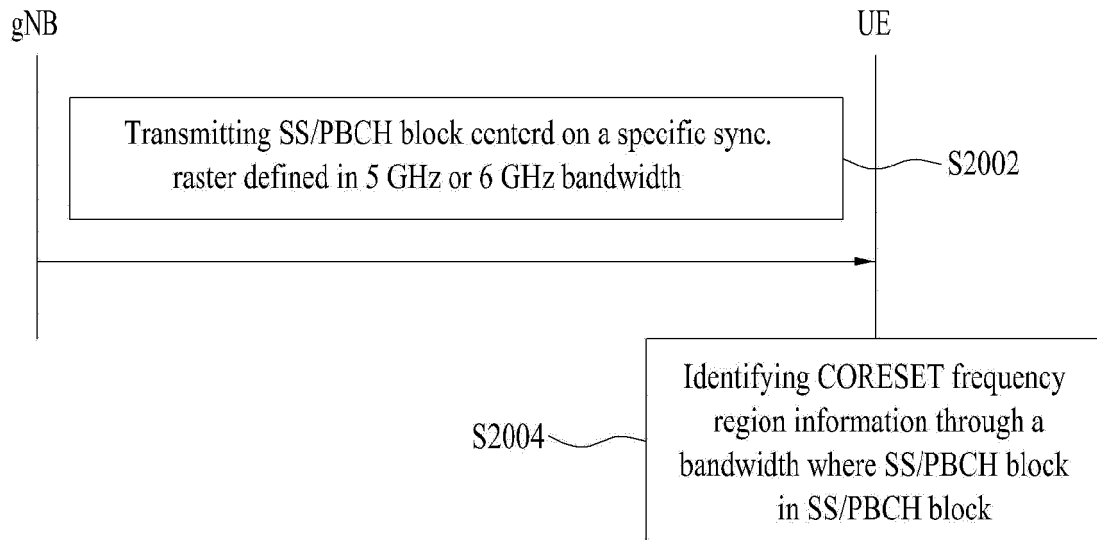 gNB
UE
Transmitting SS/PBCH block centerd on a specific sync.
raster defined in 5 GHz or 6 GHz bandwidth
S2002
Identifying CORESET frequency
region information through a
bandwidth where SS/PBCH block
in SS/PBCH block
S2004